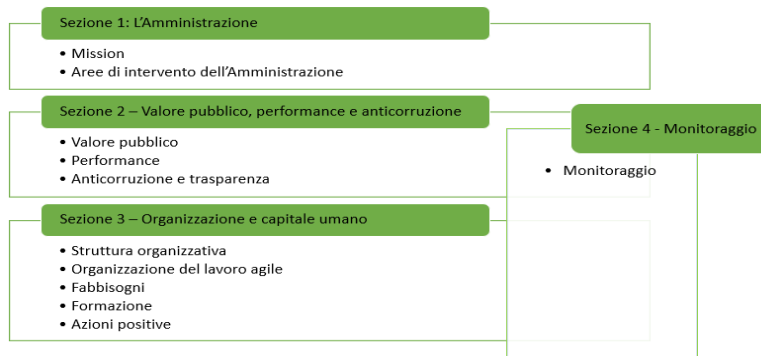 Sezione 1: L'Amministrazione
• Mission
• Aree di intervento dell'Amministrazione
Sezione 2 – Valore pubblico, performance e anticorruzione
• Valore pubblico
• Performance
• Anticorruzione e trasparenza
Sezione 4 - Monitoraggio
• Monitoraggio
Sezione 3 – Organizzazione e capitale umano
• Struttura organizzativa
• Organizzazione del lavoro agile
• Fabbisogni
• Formazione
• Azioni positive